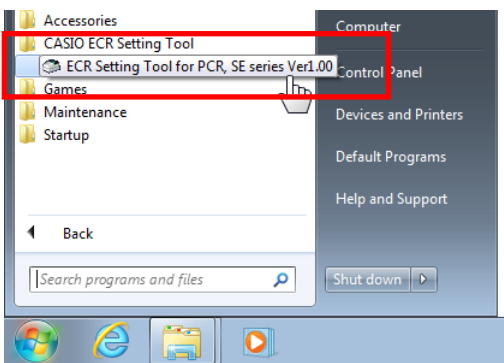 Accessories
CASIO ECR Setting Tool
ECR Setting Tool for PCR, SE series Ver1.00
Games
Maintenance
Startup
Back
Search programs and files
Computer
Control Panel
Devices and Printers
Default Programs
Help and Support
Shut down